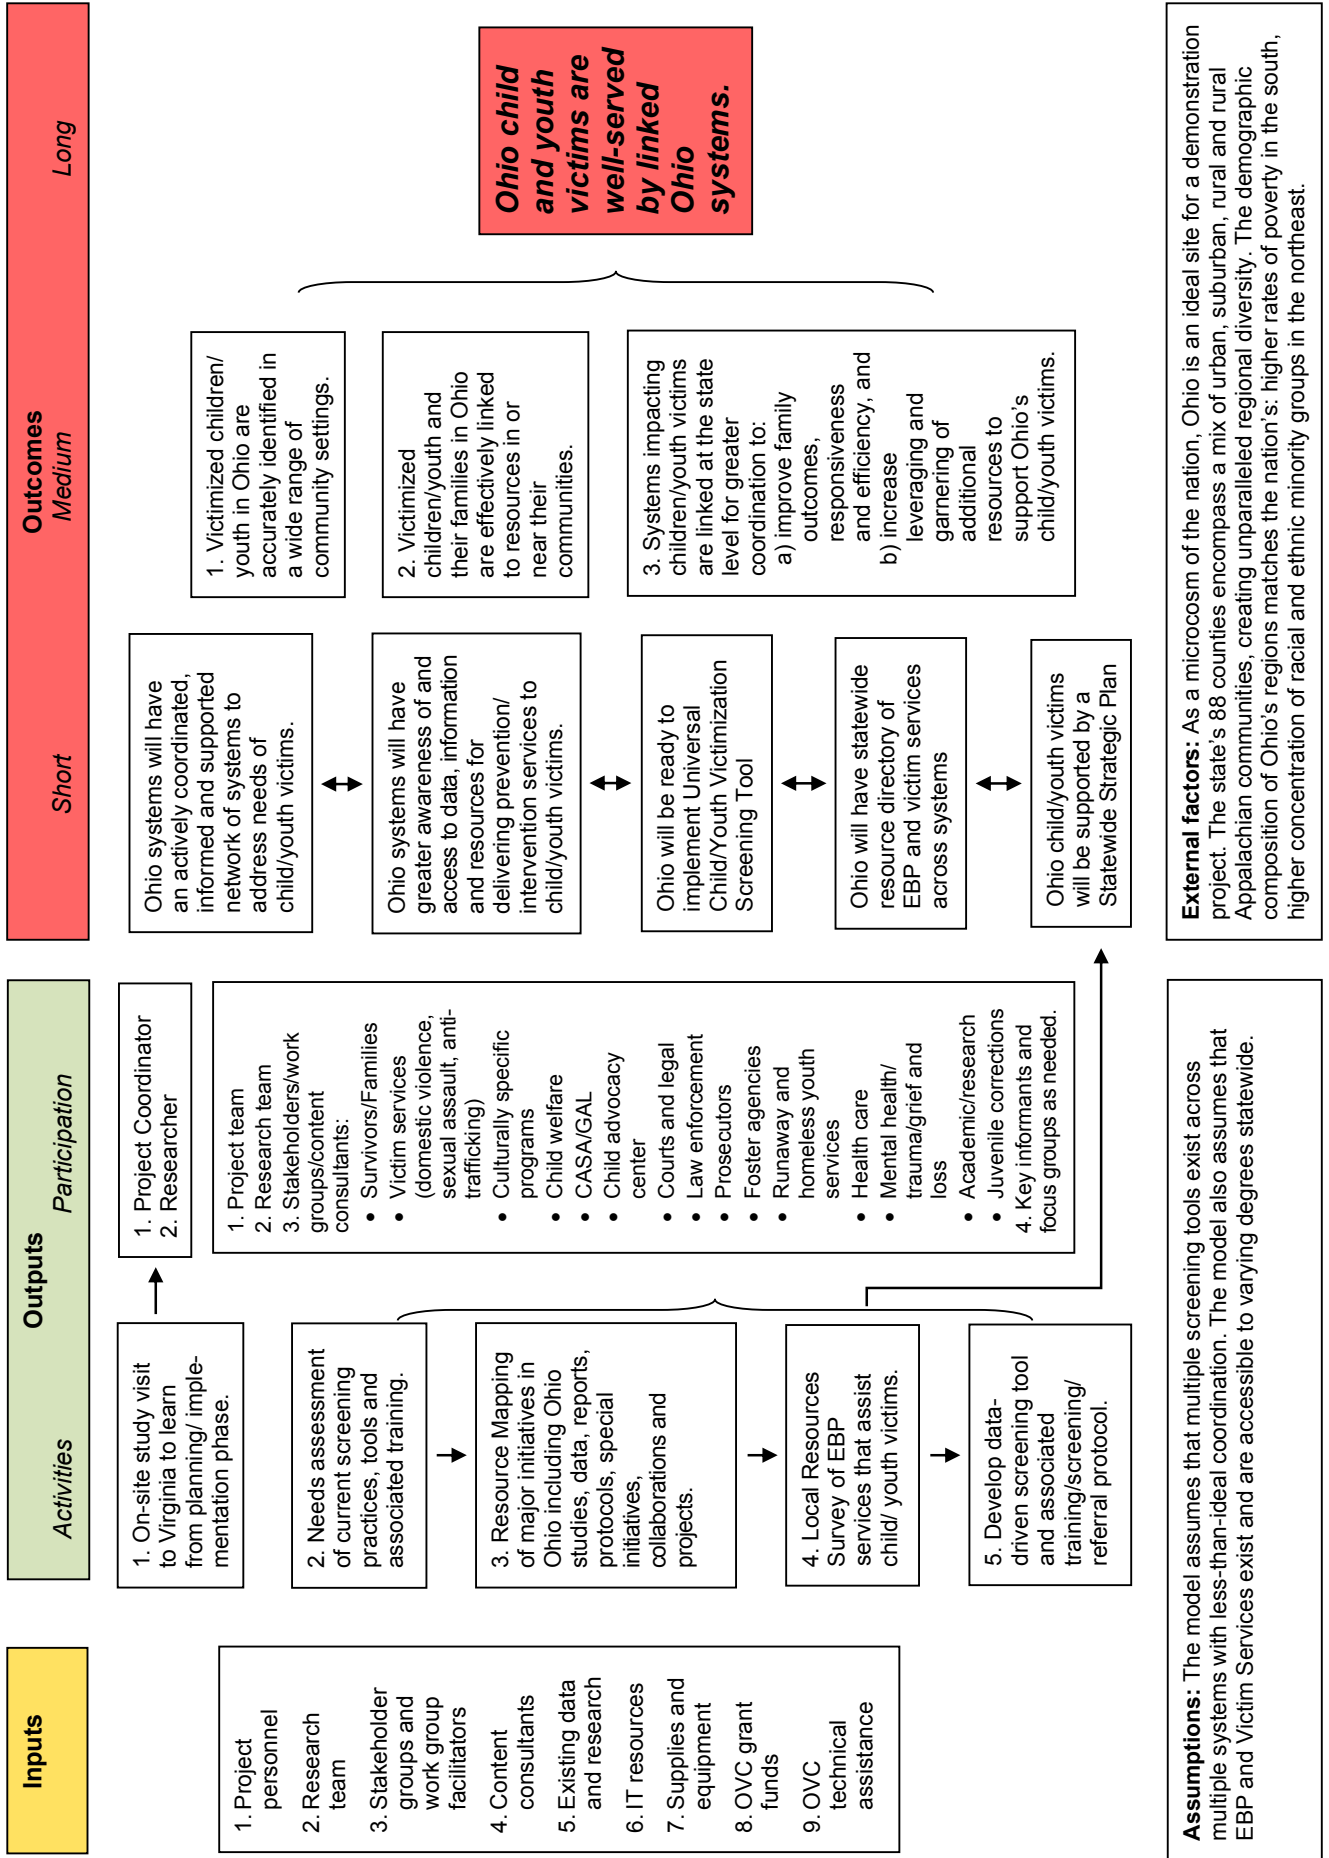 Inputs
1. Project
personnel
2. Research
team
3. Stakeholder
groups and
work group
facilitators
4. Content
consultants
5. Existing data
and research
6. IT resources
7. Supplies and
equipment
8. OVC grant
funds
9. OVC
technical
assistance
Outputs
Activities
Participation
1. On-site study visit
to Virginia to learn
from planning/ imple-
mentation phase.
2. Needs assessment
of current screening
practices, tools and
associated training.
3. Resource Mapping
of major initiatives in
Ohio including Ohio
studies, data, reports,
protocols, special
initiatives,
collaborations and
projects.
4. Local Resources
Survey of EBP
services that assist
child/ youth victims.
5. Develop data-
driven screening tool
and associated
training/screening/
referral protocol.
1. Project Coordinator
2. Researcher
1. Project team
2. Research team
3. Stakeholders/work
groups/content
consultants:
• Survivors/Families
• Victim services
(domestic violence,
sexual assault, anti-
trafficking)
• Culturally specific
programs
• Child welfare
• CASA/GAL
• Child advocacy
center
• Courts and legal
• Law enforcement
• Prosecutors
• Foster agencies
• Runaway and
homeless youth
services
• Health care
• Mental health/
trauma/grief and
loss
• Academic/research
• Juvenile corrections
4. Key informants and
focus groups as needed.
Outcomes
Short
Medium
Long
Ohio systems will have
an actively coordinated,
informed and supported
network of systems to
address needs of
child/youth victims.
Ohio systems will have
greater awareness of and
access to data, information
and resources for
delivering prevention/
intervention services to
child/youth victims.
Ohio will be ready to
implement Universal
Child/Youth Victimization
Screening Tool
Ohio will have statewide
resource directory of
EBP and victim services
across systems
Ohio child/youth victims
will be supported by a
Statewide Strategic Plan
1. Victimized children/
youth in Ohio are
accurately identified in
a wide range of
community settings.
2. Victimized
children/youth and
their families in Ohio
are effectively linked
to resources in or
near their
communities.
3. Systems impacting
children/youth victims
are linked at the state
level for greater
coordination to:
a) improve family
outcomes,
responsiveness
and efficiency, and
b) increase
leveraging and
garnering of
additional
resources to
support Ohio's
child/youth victims.
Ohio child
and youth
victims are
well-served
by linked
Ohio
systems.
Assumptions: The model assumes that multiple screening tools exist across
multiple systems with less-than-ideal coordination. The model also assumes that
EBP and Victim Services exist and are accessible to varying degrees statewide.
External factors: As a microcosm of the nation, Ohio is an ideal site for a demonstration
project. The state's 88 counties encompass a mix of urban, suburban, rural and rural
Appalachian communities, creating unparalleled regional diversity. The demographic
composition of Ohio's regions matches the nation's: higher rates of poverty in the south,
higher concentration of racial and ethnic minority groups in the northeast.